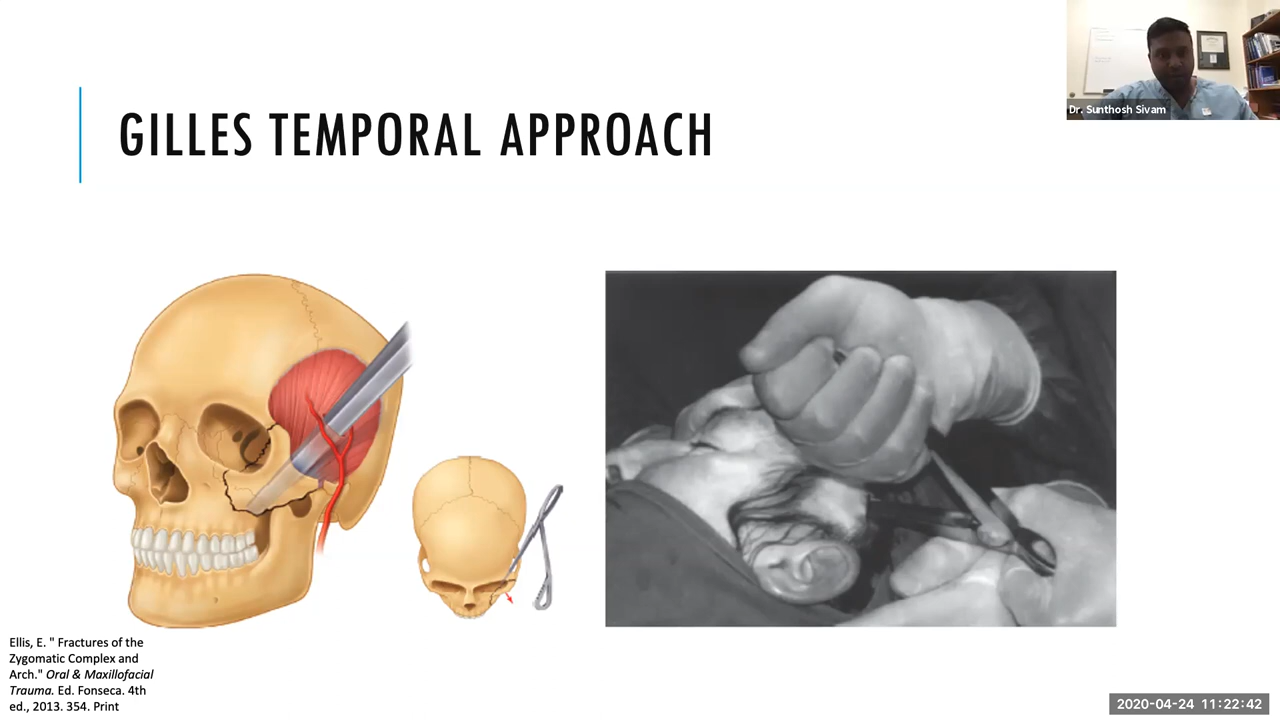 Dr. Sunthosh Sivam
GILLES TEMPORAL APPROACH
Ellis, E. " Fractures of the
Zygomatic Complex and
Arch." Oral & Maxillofacial
Trauma. Ed. Fonseca. 4th
ed., 2013. 354. Print
2020-04-24 11:22:42